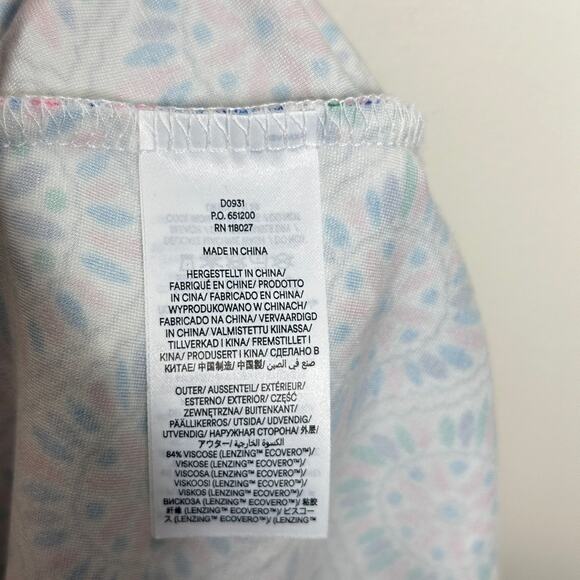 D0931
P.O. 651200
RN 118027
MADE IN CHINA
HERGESTELLT IN CHINA/
FABRIQUÉ EN CHINE/ PRODOTTO
IN CINA/ FABRICADO EN CHINA/
WYPRODUKOWANO W CHINACH/
FABRICADO NA CHINA/ VERVAARDIGD
IN CHINA/ VALMISTETTU KIINASSA/
TILLVERKAD I KINA/ FREMSTILLET I
KINA/ PRODUSERT I KINA/ СДЕЛАНО В
КИТАЕ/ 中国制造/ 中国製/ صنع في الصين
OUTER/ AUSSENTEIL/ EXTÉRIEUR/
ESTERNO/ EXTERIOR/ CZĘŚĆ
ZEWNĘTRZNA/ BUITENKANT/
PÄÄLLIKERROS/ UTSIDA/ UDVENDIG/
UTVENDIG/ НАРУЖНАЯ СТОРОНА/ 外层/
アウター/ الكسوة الخارجية/
84% VISCOSE (LENZING™ ECOVERO™)/
VISKOSE (LENZING™ ECOVERO™)/
VISCOSA (LENZING™ ECOVERO™)/
VISKOOSI (LENZING™ ECOVERO™)/
VISKOS (LENZING™ ECOVERO™)/
ВИСКОЗА (LENZING™ ECOVERO™)/ 粘胶
纤维 (LENZING™ ECOVERO™)/ ビスコー
ス (LENZING™ ECOVERO™)/